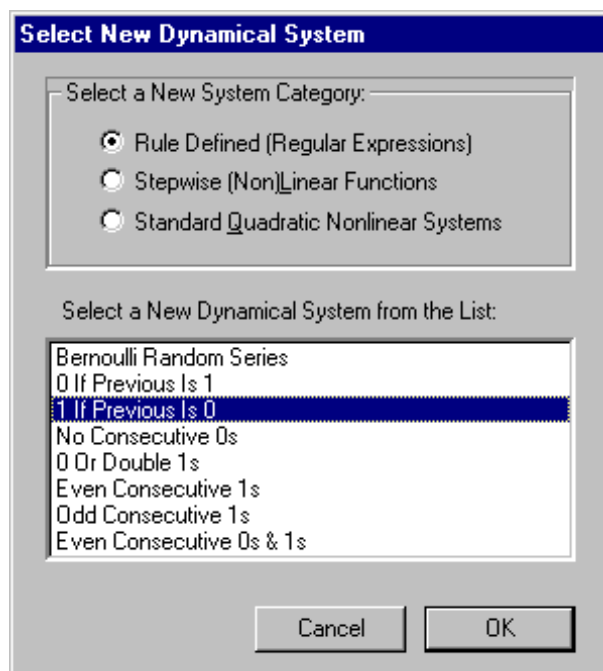 Select New Dynamical System
Select a New System Category:
Rule Defined (Regular Expressions)
Stepwise (Non)Linear Functions
Standard Quadratic Nonlinear Systems
Select a New Dynamical System from the List:
Bernoulli Random Series
0 If Previous Is 1
1 If Previous Is 0
No Consecutive 0s
0 Or Double 1s
Even Consecutive 1s
Odd Consecutive 1s
Even Consecutive 0s & 1s
Cancel
OK